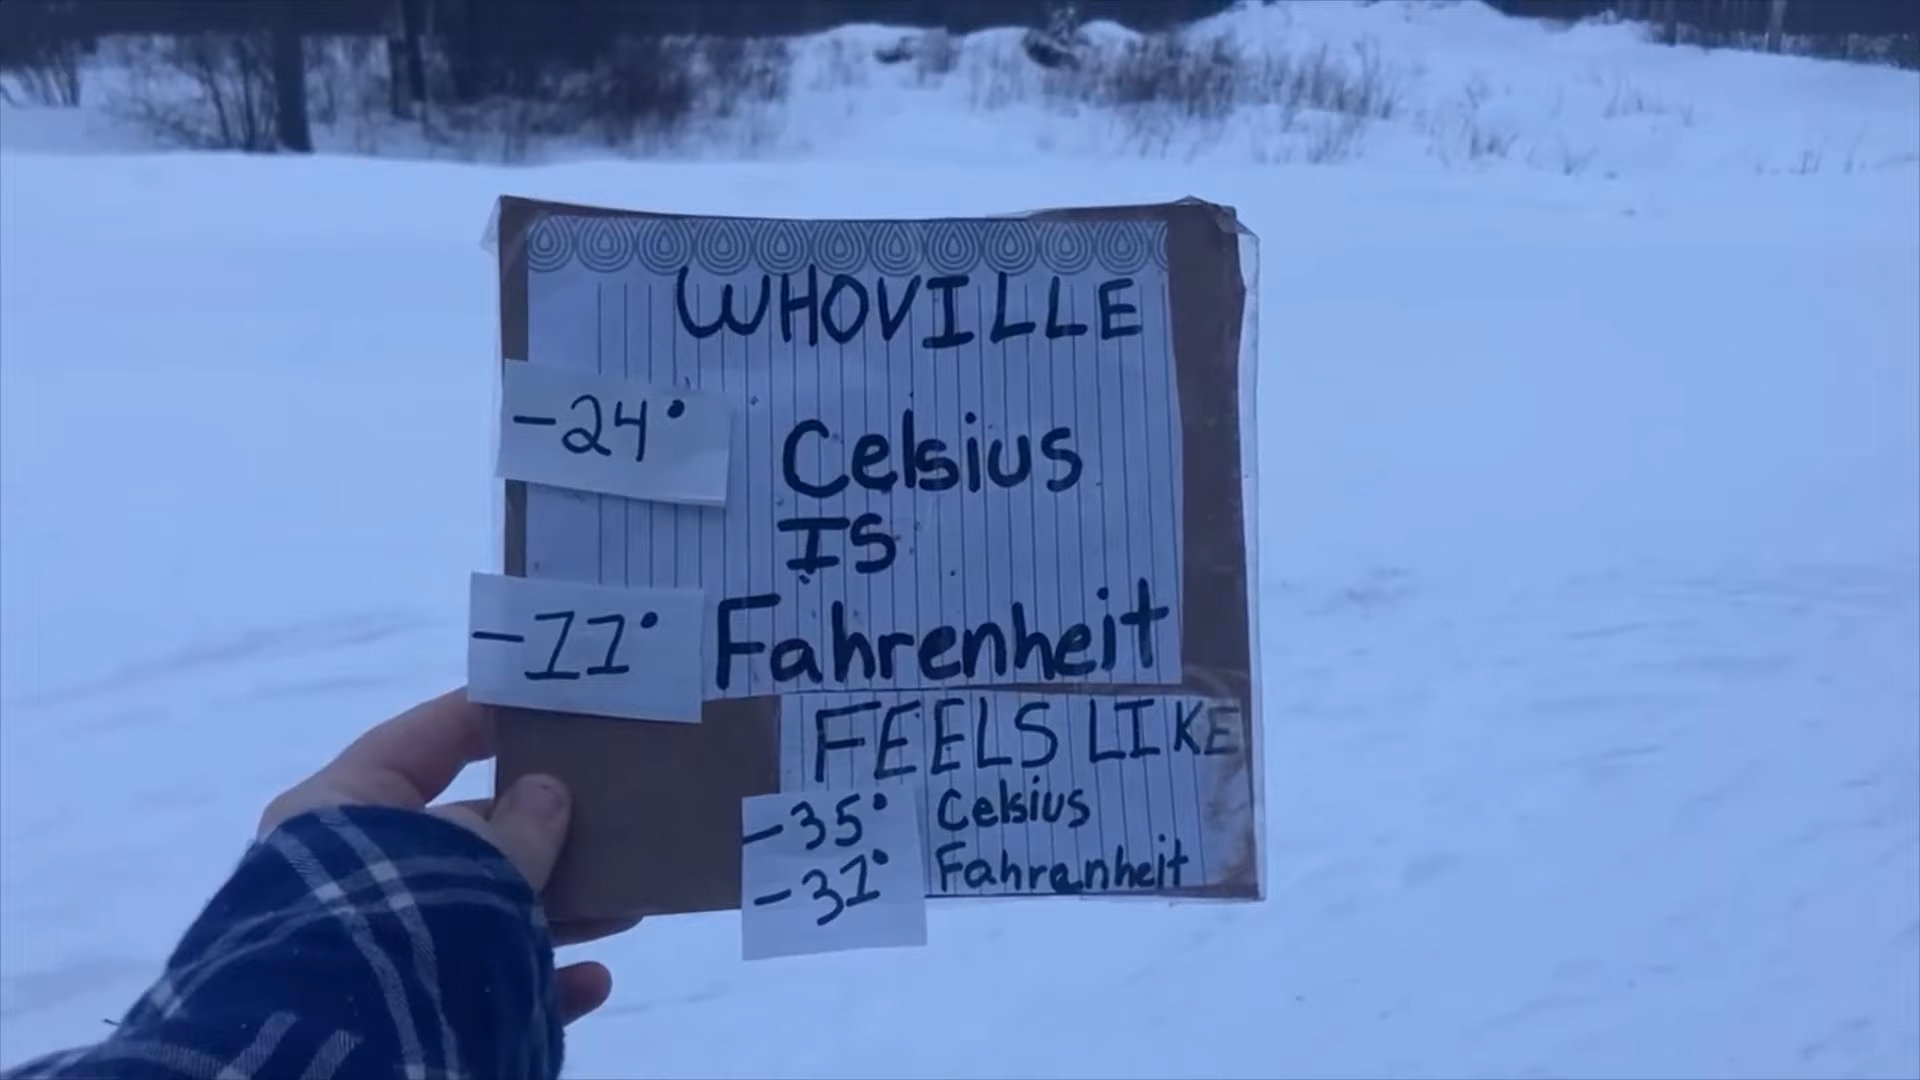 WHOVILLE
-24° Celsius
IS
-11° Fahrenheit
FEELS LIKE
-35° Celsius
-31° Fahrenheit